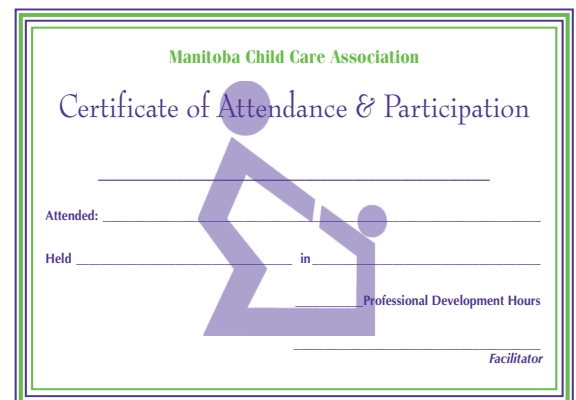 Manitoba Child Care Association
Certificate of Attendance & Participation
Attended:
Held in
Professional Development Hours
Facilitator